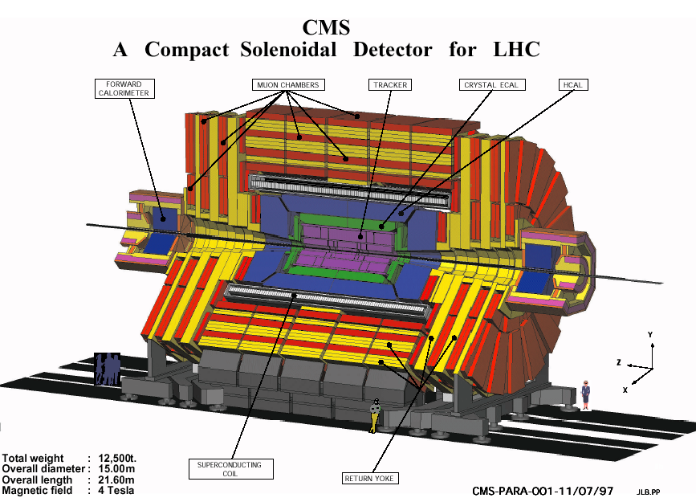 CMS
A Compact Solenoidal Detector for LHC
FORWARD
CALORIMETER
MUON CHAMBERS
TRACKER
CRYSTAL ECAL
HCAL
Y
Z
X
Total weight : 12,500t.
Overall diameter : 15.00m
Overall length : 21.60m
Magnetic field : 4 Tesla
SUPERCONDUCTING
COIL
RETURN YOKE
CMS-PARA-001-11/07/97 JLB.PP